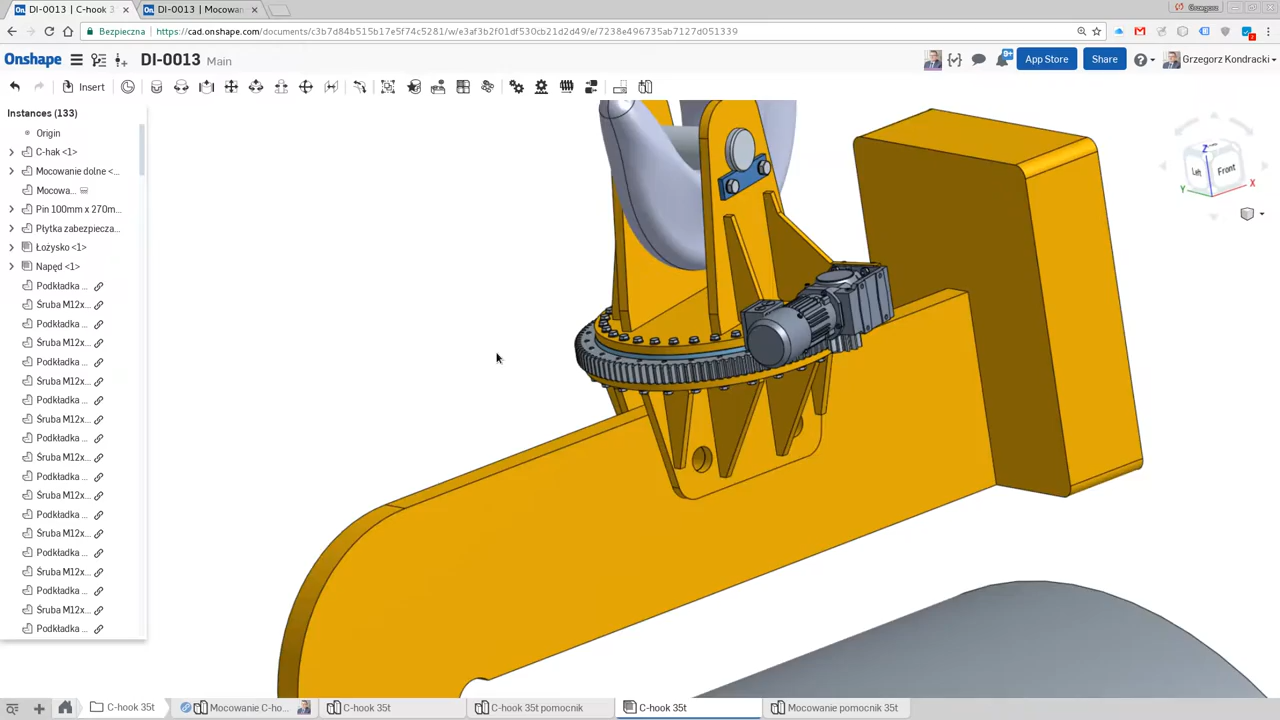 DI-0013 | C-hook 3
DI-0013 | Mocowan
Grzegorz
Bezpieczna
https://cad.onshape.com/documents/c3b7d84b515b17e5f74c5281/w/e3af3b2f01df530cb21d2d49/e/7238e496735ab7127d051339
Onshape
DI-0013 Main
App Store
Share
Grzegorz Kondracki
Insert
Instances (133)
Origin
C-hak <1>
Mocowanie dolne <...
Mocowa...
Pin 100mm x 270m...
Płytka zabezpiecza...
Łożysko <1>
Napęd <1>
Podkładka ...
Śruba M12x...
Podkładka ...
Śruba M12x...
Podkładka ...
Śruba M12x...
Podkładka ...
Śruba M12x...
Podkładka ...
Śruba M12x...
Podkładka ...
Śruba M12x...
Podkładka ...
Śruba M12x...
Podkładka ...
Śruba M12x...
Podkładka ...
Śruba M12x...
Podkładka ...
Z
Left
Front
Y
X
C-hook 35t
Mocowanie C-ho...
C-hook 35t
C-hook 35t pomocnik
C-hook 35t
Mocowanie pomocnik 35t